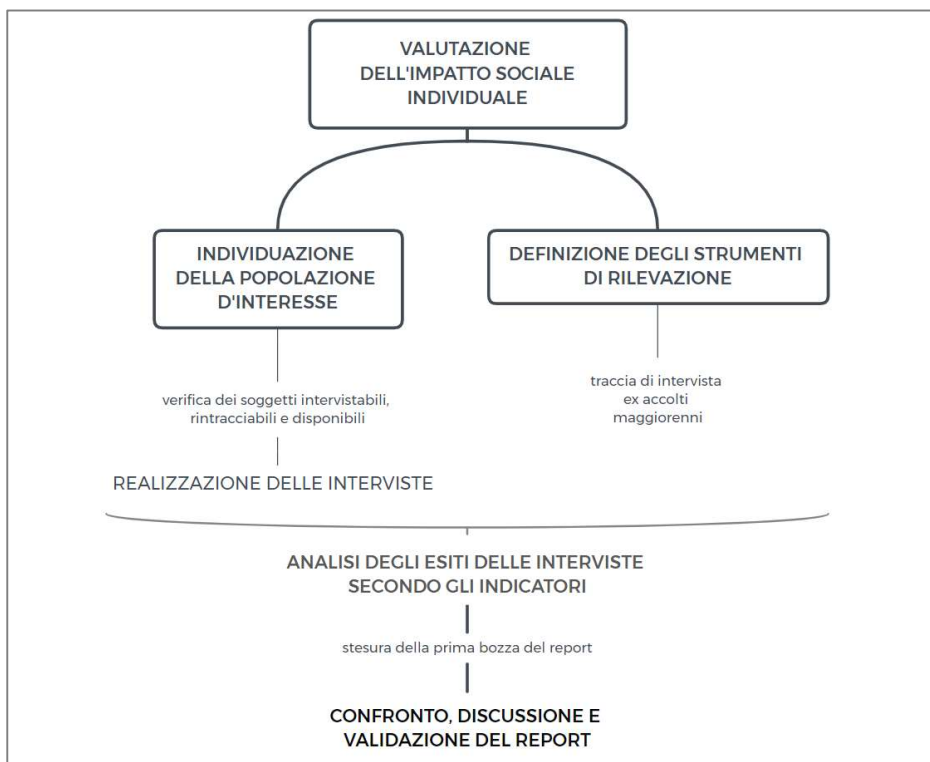 VALUTAZIONE
DELL'IMPATTO SOCIALE
INDIVIDUALE
INDIVIDUAZIONE
DELLA POPOLAZIONE
D'INTERESSE
DEFINIZIONE DEGLI STRUMENTI
DI RILEVAZIONE
verifica dei soggetti intervistabili,
rintracciabili e disponibili
traccia di intervista
ex accolti
maggiorenni
REALIZZAZIONE DELLE INTERVISTE
ANALISI DEGLI ESITI DELLE INTERVISTE
SECONDO GLI INDICATORI
stesura della prima bozza del report
CONFRONTO, DISCUSSIONE E
VALIDAZIONE DEL REPORT